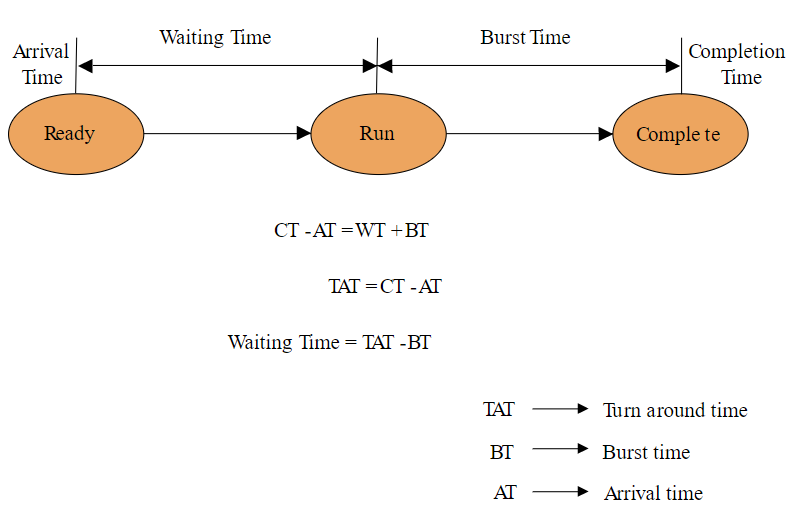 Waiting Time
Burst Time
Arrival
Time
Completion
Time
Ready
Run
Comple te
CT - AT = WT + BT
TAT = CT - AT
Waiting Time = TAT - BT
TAT Turn around time
BT Burst time
AT Arrival time